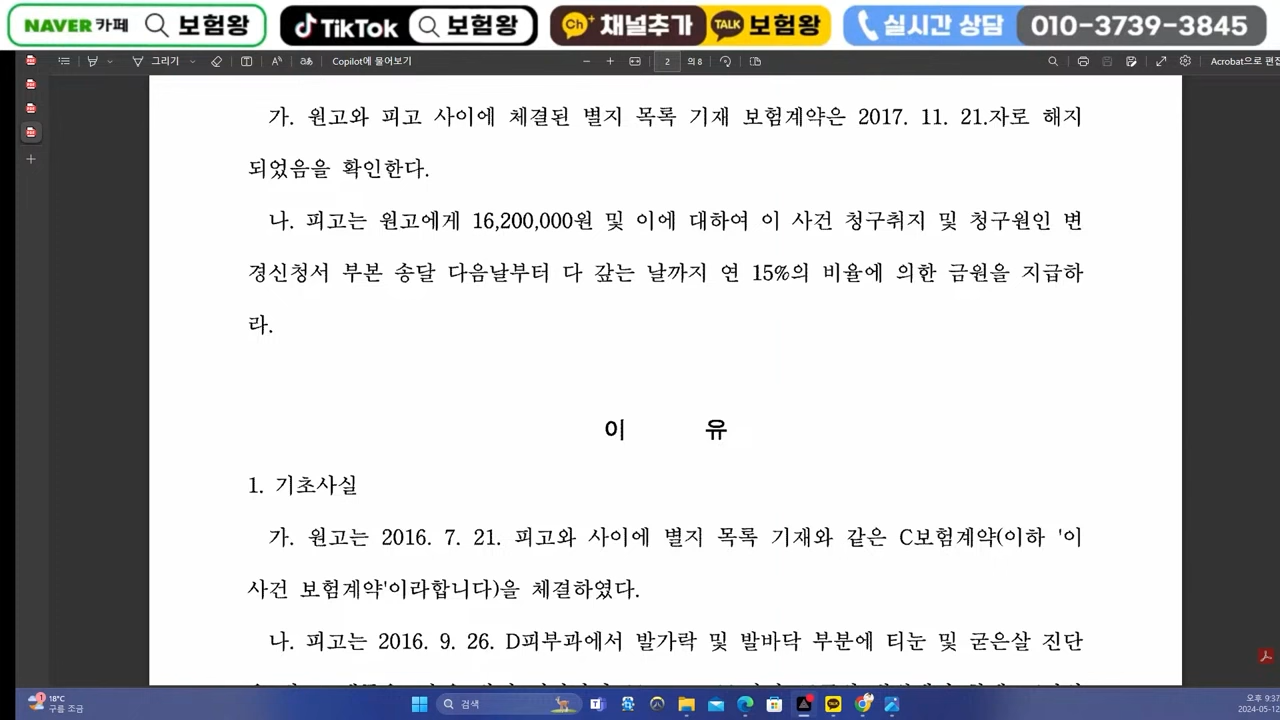 NAVER 카페 보험왕 TikTok 보험왕 Ch+ 채널추가 TALK 보험왕 실시간 상담 010-3739-3845
그리기 Copilot에 물어보기 2 의 8 Acrobat으로 편집
가. 원고와 피고 사이에 체결된 별지 목록 기재 보험계약은 2017. 11. 21.자로 해지
되었음을 확인한다.
나. 피고는 원고에게 16,200,000원 및 이에 대하여 이 사건 청구취지 및 청구원인 변
경신청서 부본 송달 다음날부터 다 갚는 날까지 연 15%의 비율에 의한 금원을 지급하
라.
이 유
1. 기초사실
가. 원고는 2016. 7. 21. 피고와 사이에 별지 목록 기재와 같은 C보험계약(이하 '이
사건 보험계약'이라합니다)을 체결하였다.
나. 피고는 2016. 9. 26. D피부과에서 발가락 및 발바닥 부분에 티눈 및 굳은살 진단
18°C
구름 조금
검색
오후 9:37
2024-05-12